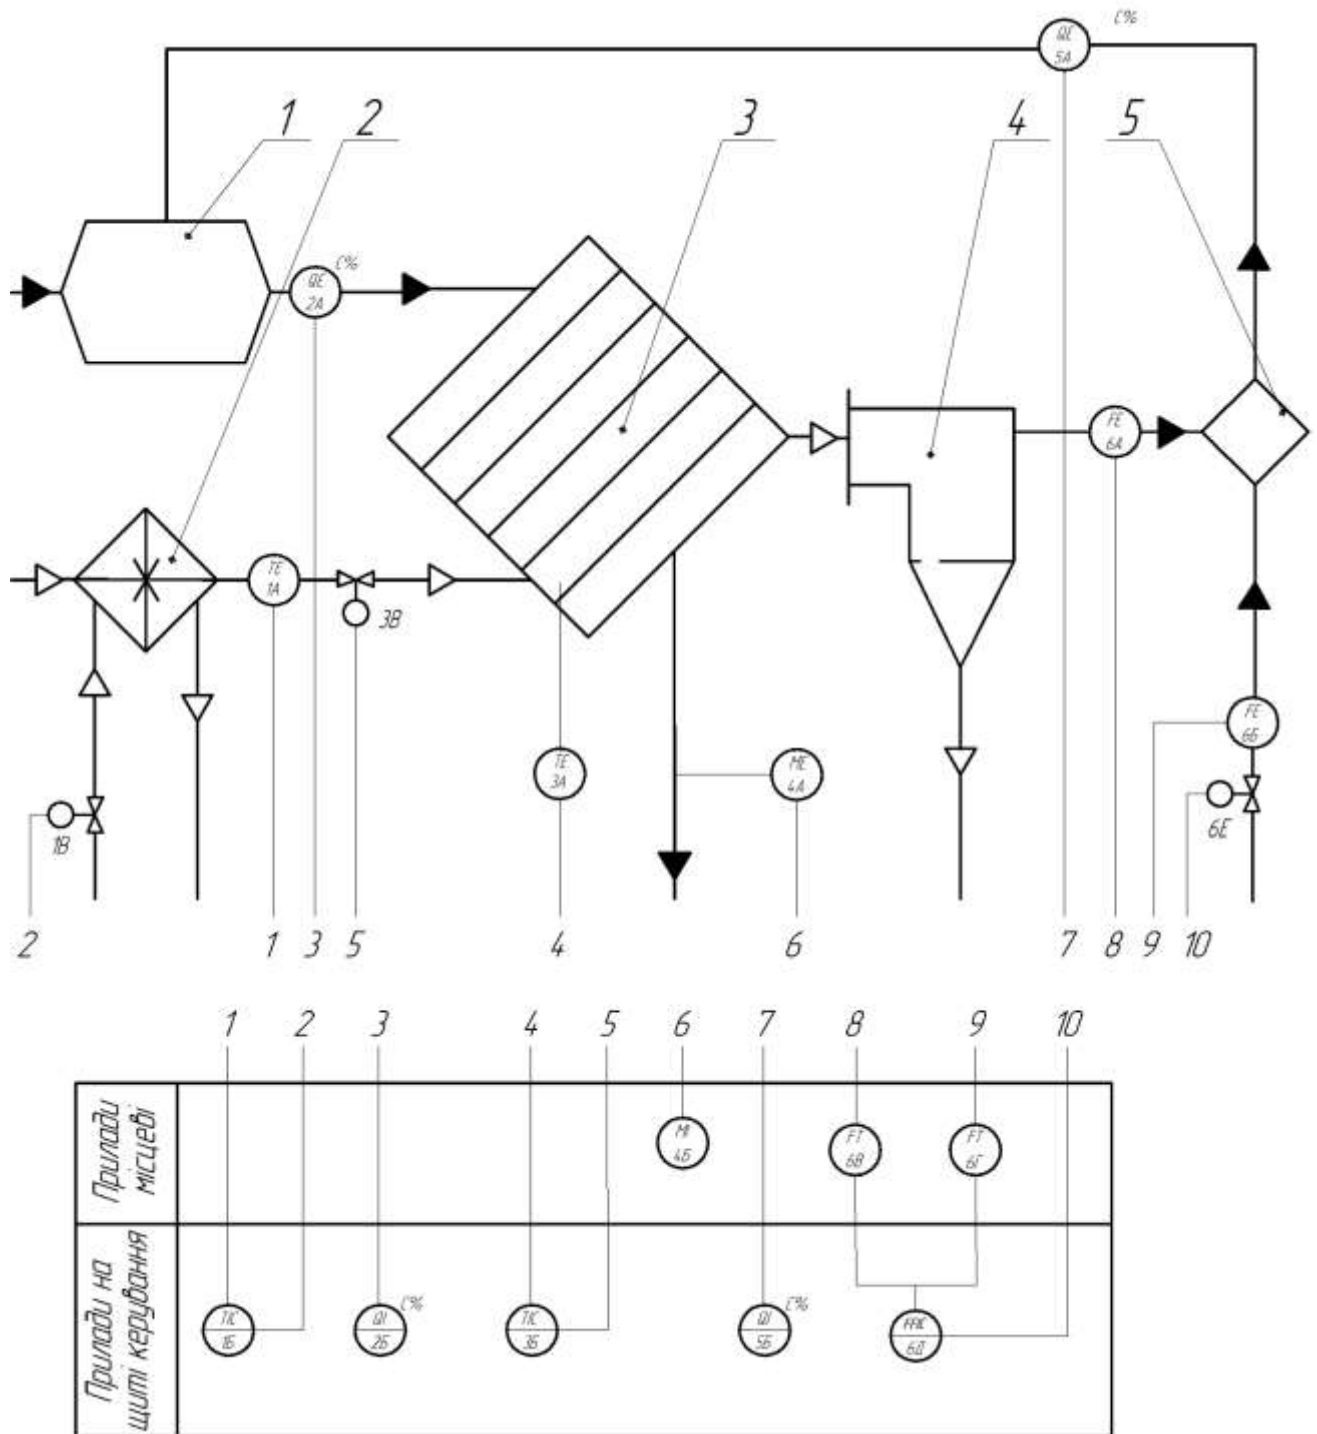 C%
QE
5А
1
2
3
4
5
QE
2А
C%
FE
6А
TE
1А
3В
TE
3А
ME
4А
FE
6Б
1В
6Е
2
1
3
5
4
6
7
8
9
10
1
2
3
4
5
6
7
8
9
10
Прилади
місцеві
MI
4Б
FT
6В
FT
6Г
Прилади на
щиті керування
TIC
1Б
QI
2Б
C%
TIC
3Б
QI
5Б
C%
FFIC
6Д